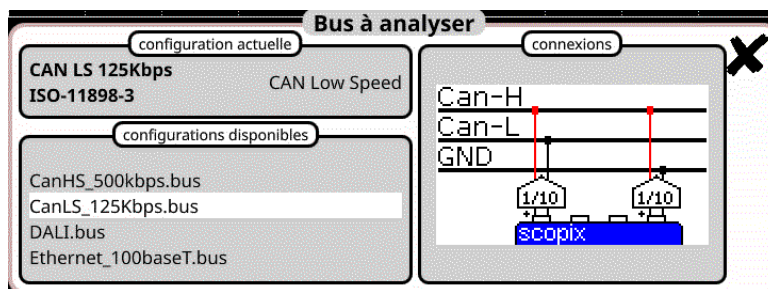 Bus à analyser
configuration actuelle
CAN LS 125Kbps
ISO-11898-3
CAN Low Speed
configurations disponibles
CanHS_500kbps.bus
CanLS_125Kbps.bus
DALI.bus
Ethernet_100baseT.bus
connexions
Can-H
Can-L
GND
1/10
1/10
+
+
scopix